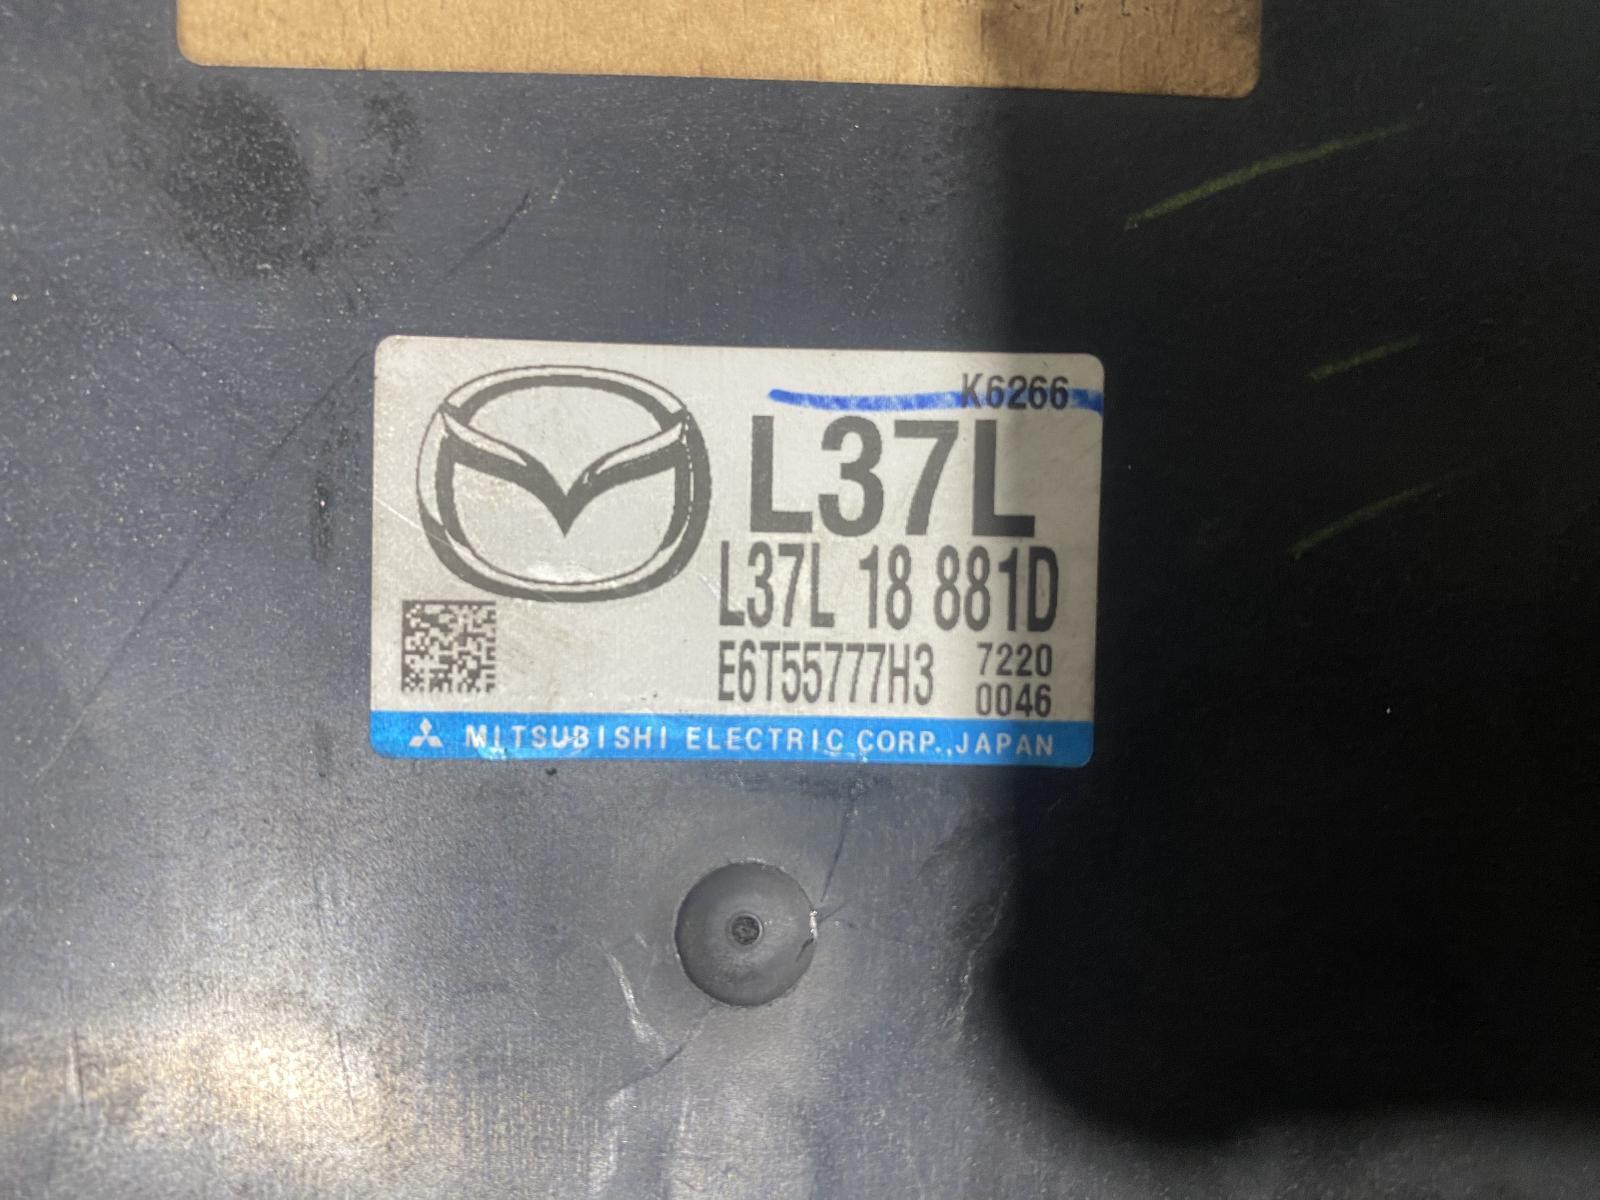 K6266
L37L
L37L 18 881D
E6T55777H3 7220
0046
MITSUBISHI ELECTRIC CORP., JAPAN